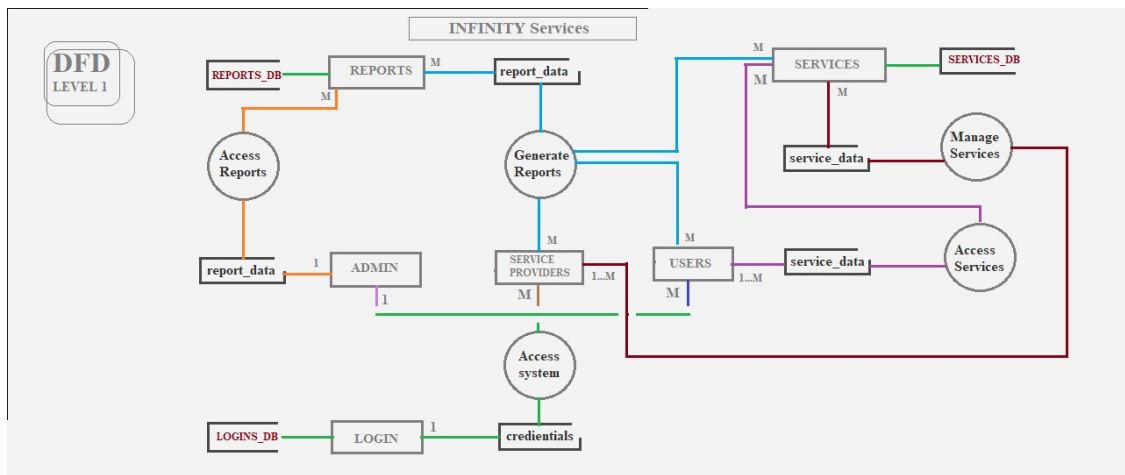 INFINITY Services
DFD
LEVEL 1
REPORTS_DB
REPORTS
M
report_data
M
SERVICES
SERVICES_DB
M
M
M
Access
Reports
Generate
Reports
Manage
Services
service_data
M
M
report_data
1
ADMIN
SERVICE
PROVIDERS
1...M
USERS
1...M
service_data
Access
Services
1
M
M
Access
system
LOGINS_DB
LOGIN
1
credientials